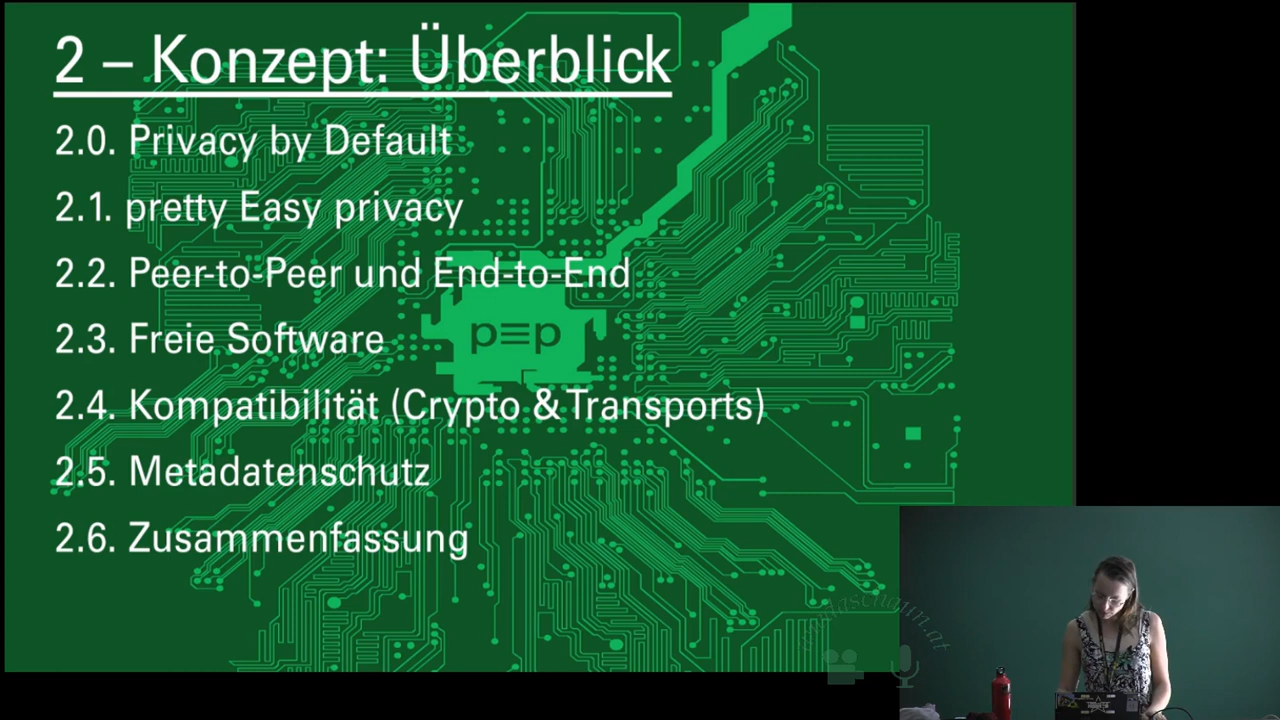 2 – Konzept: Überblick
2.0. Privacy by Default
2.1. pretty Easy privacy
2.2. Peer-to-Peer und End-to-End
2.3. Freie Software
p≡p
2.4. Kompatibilität (Crypto & Transports)
2.5. Metadatenschutz
2.6. Zusammenfassung